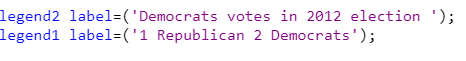 legend2 label=('Democrats votes in 2012 election ');
legend1 label=('1 Republican 2 Democrats');